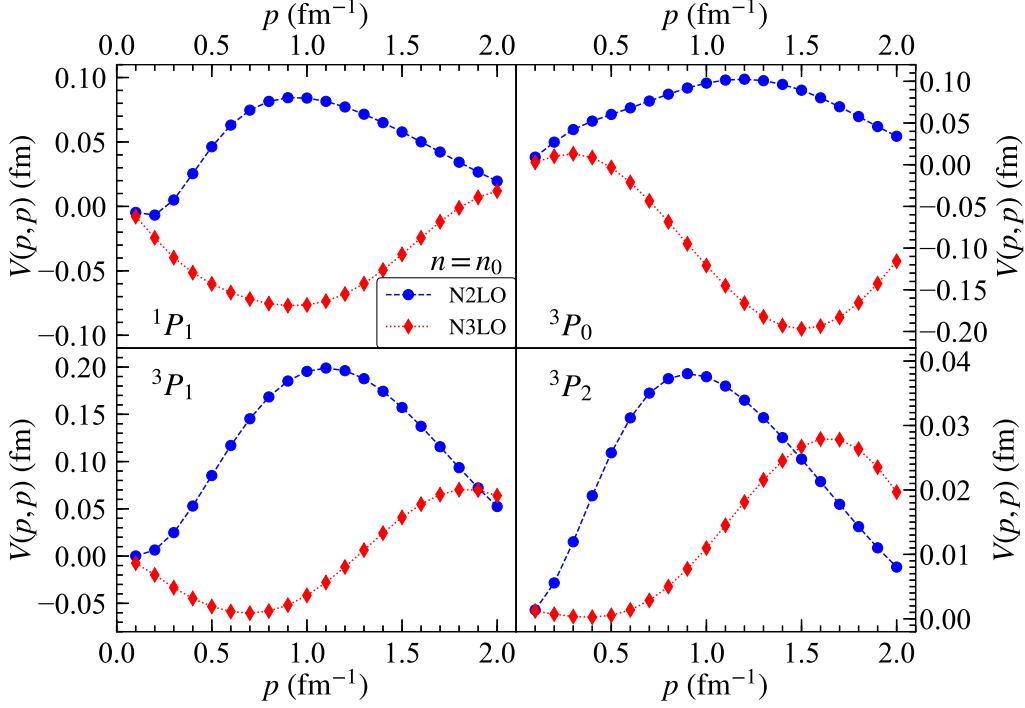 p (fm⁻¹) p (fm⁻¹)
0.0 0.5 1.0 1.5 2.0 0.5 1.0 1.5 2.0
V(p, p) (fm)
0.10
0.05
0.00
−0.05
−0.10
n = n₀
N2LO
N3LO
¹P₁
³P₀
0.10
0.05
0.00
−0.05
−0.10
−0.15
−0.20
V(p, p) (fm)
V(p, p) (fm)
0.20
0.15
0.10
0.05
0.00
−0.05
³P₁
³P₂
0.04
0.03
0.02
0.01
0.00
V(p, p) (fm)
0.0 0.5 1.0 1.5 2.0 0.5 1.0 1.5 2.0
p (fm⁻¹) p (fm⁻¹)